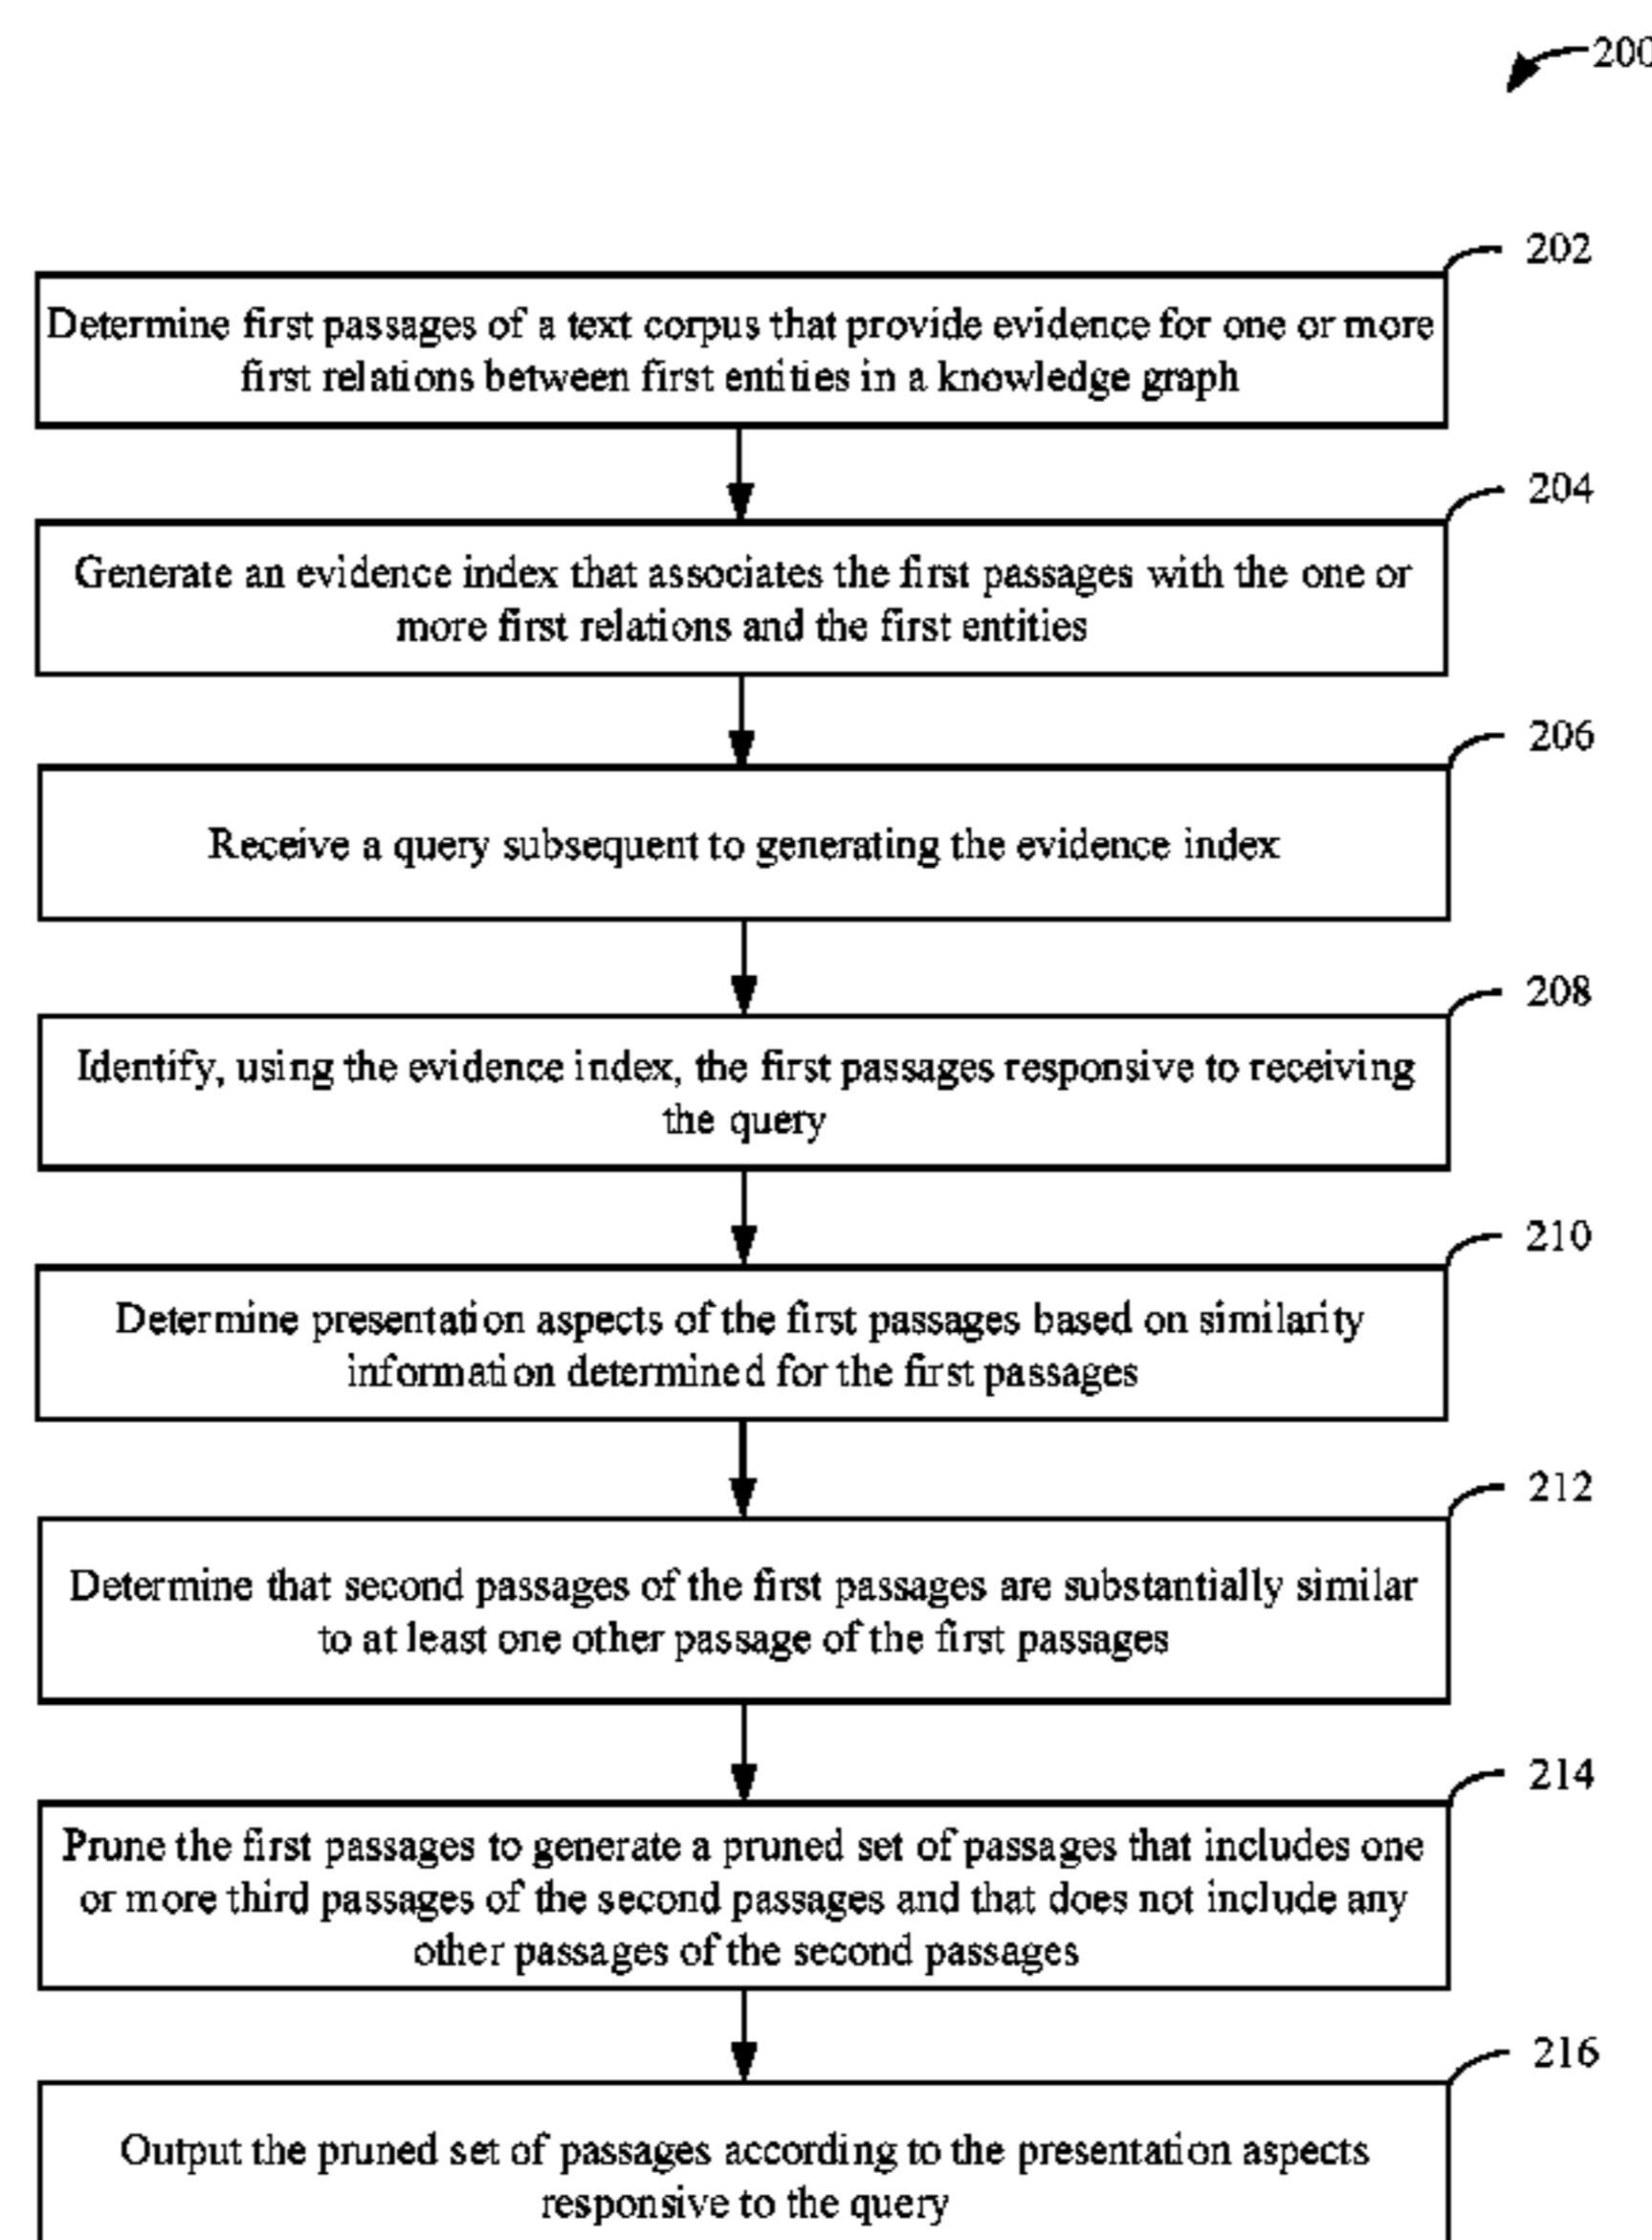 200
202
Determine first passages of a text corpus that provide evidence for one or more
first relations between first entities in a knowledge graph
204
Generate an evidence index that associates the first passages with the one or
more first relations and the first entities
206
Receive a query subsequent to generating the evidence index
208
Identify, using the evidence index, the first passages responsive to receiving
the query
210
Determine presentation aspects of the first passages based on similarity
information determined for the first passages
212
Determine that second passages of the first passages are substantially similar
to at least one other passage of the first passages
214
Prune the first passages to generate a pruned set of passages that includes one
or more third passages of the second passages and that does not include any
other passages of the second passages
216
Output the pruned set of passages according to the presentation aspects
responsive to the query